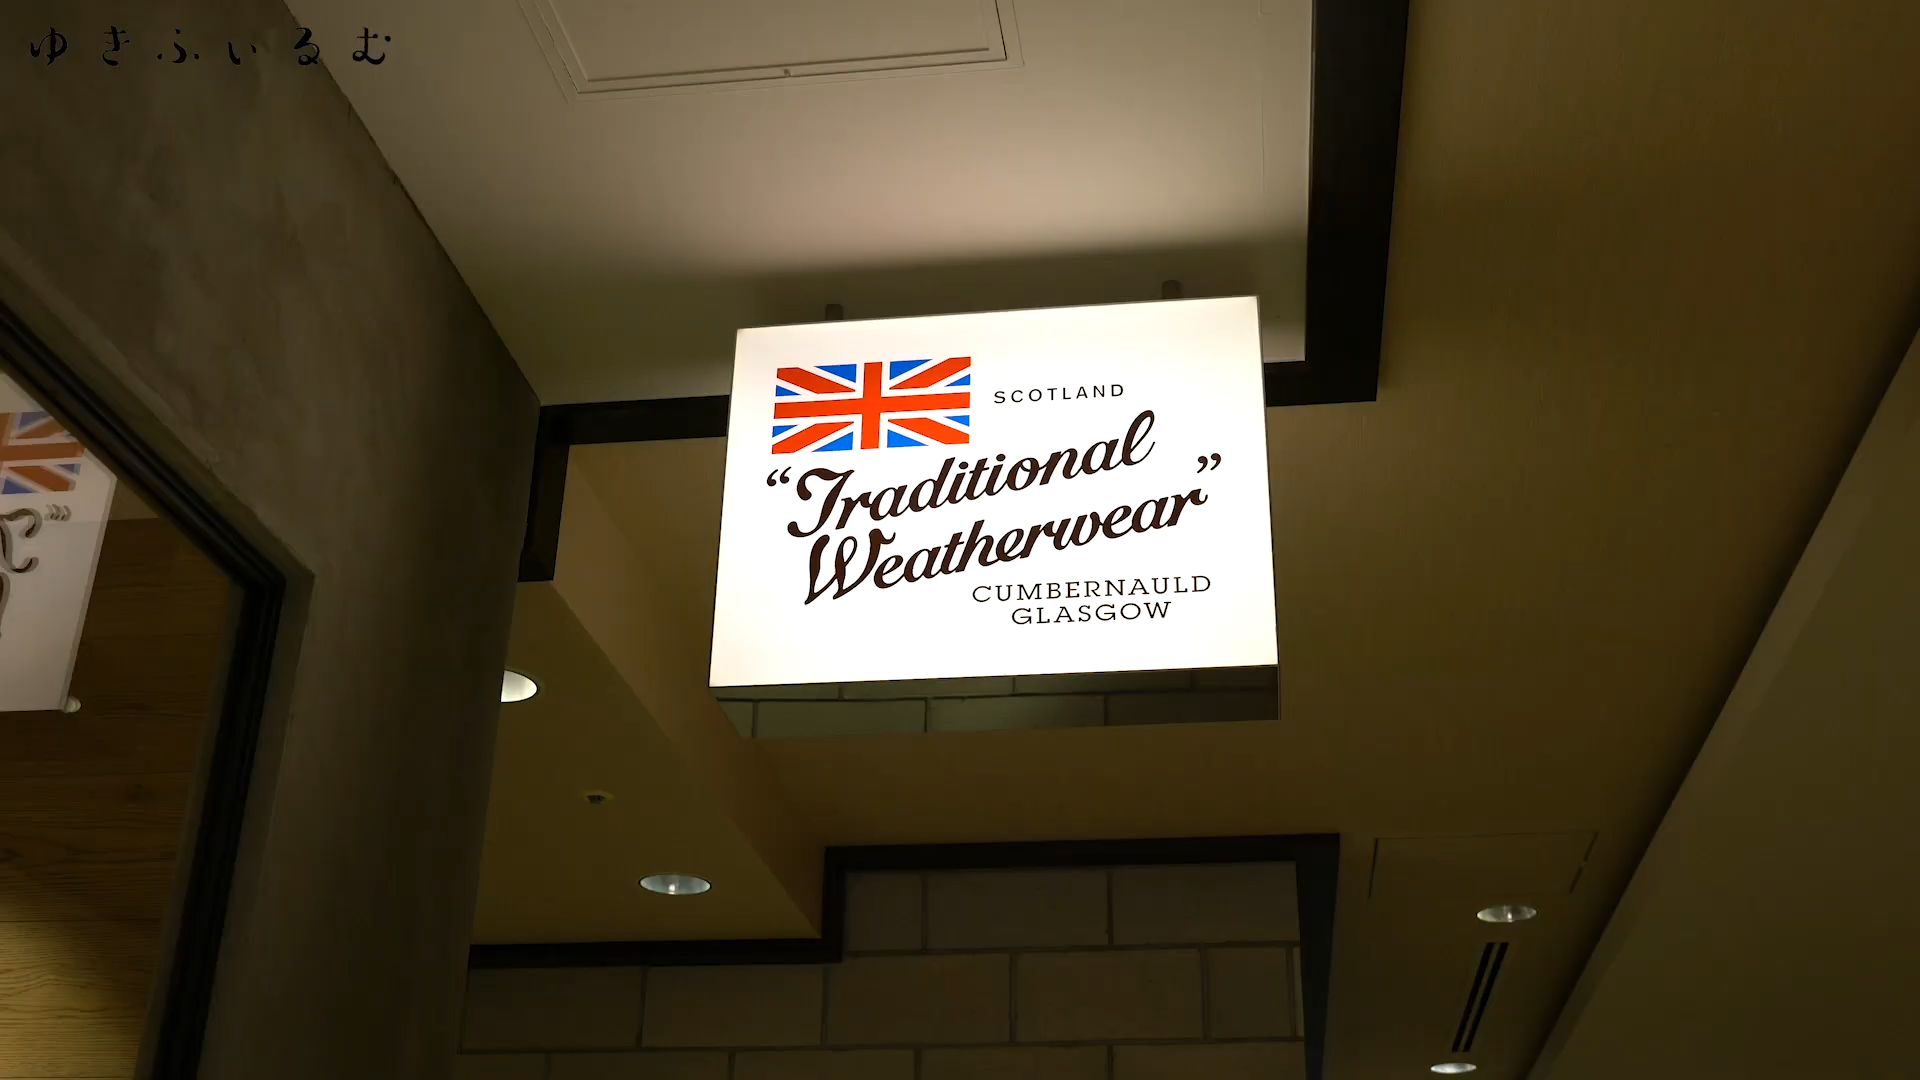 ゆきふぃるむ
SCOTLAND
“Traditional
Weatherwear”
CUMBERNAULD
GLASGOW